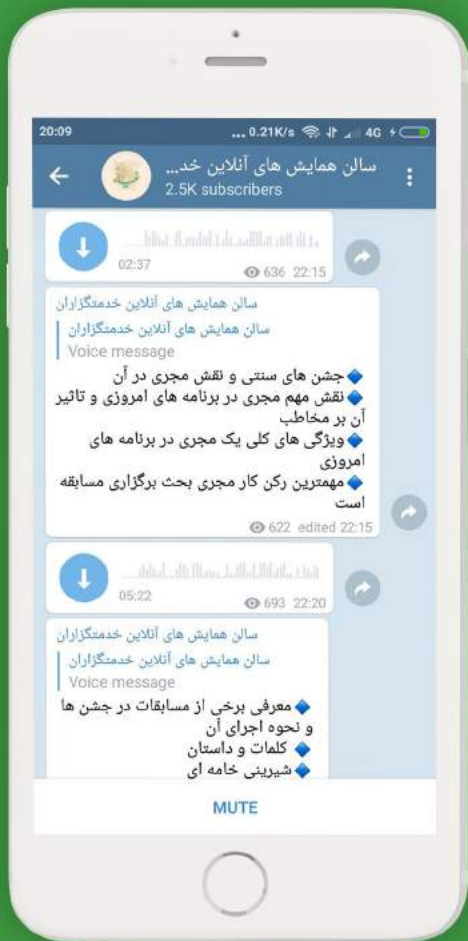 20:09
... 0.21K/s 4G
سالن همایش های آنلاین خد...
2.5K subscribers
02:37
636 22:15
سالن همایش های آنلاین خدمتگزاران
سالن همایش های آنلاین خدمتگزاران
Voice message
جشن های سنتی و نقش مجری در آن
نقش مهم مجری در برنامه های امروزی و تاثیر
آن بر مخاطب
ویژگی های کلی یک مجری در برنامه های
امروزی
مهمترین رکن کار مجری بحث برگزاری مسابقه
است
622 edited 22:15
05:22
693 22:20
سالن همایش های آنلاین خدمتگزاران
سالن همایش های آنلاین خدمتگزاران
Voice message
معرفی برخی از مسابقات در جشن ها
و نحوه اجرای آن
کلمات و داستان
شیرینی خامه ای
MUTE